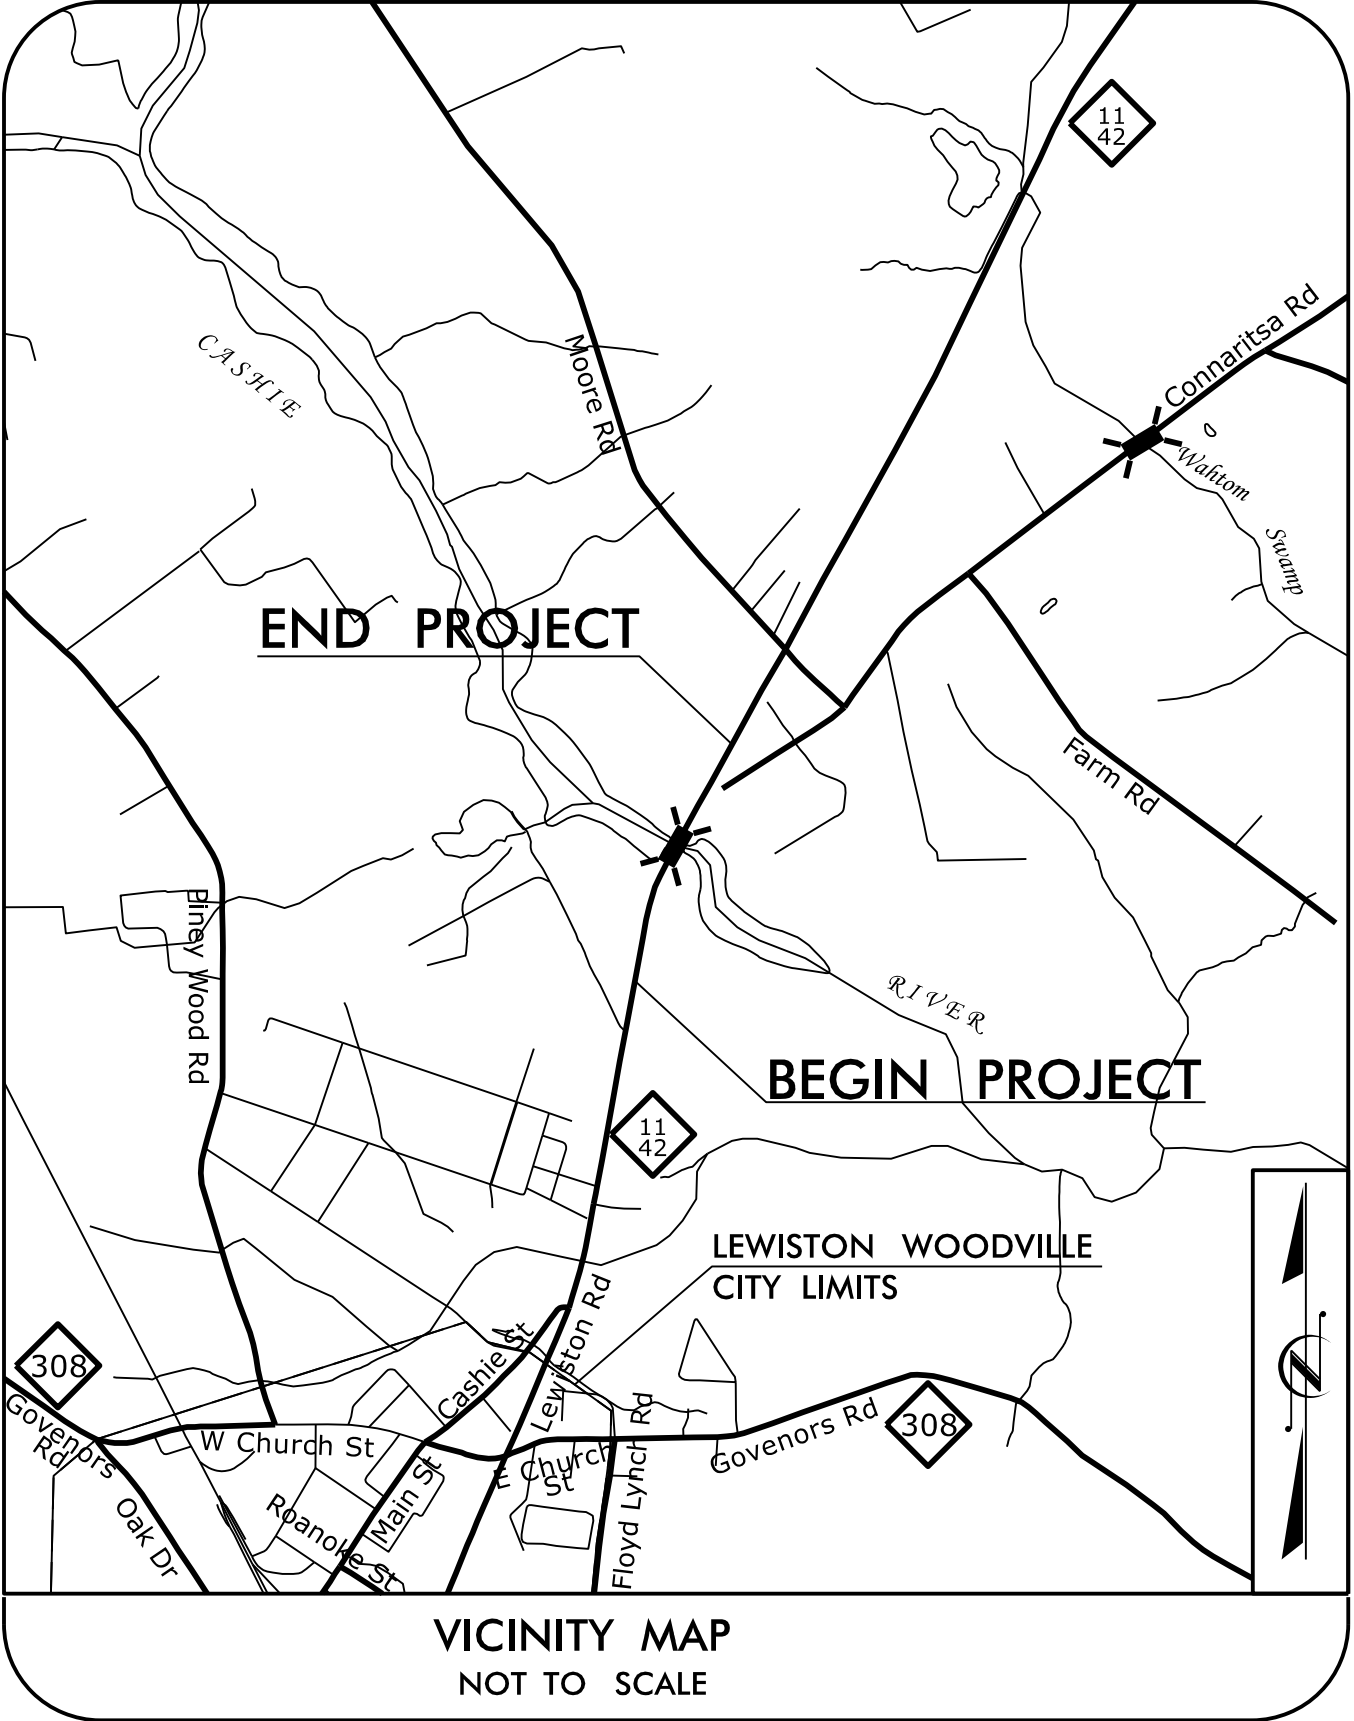 11
42
Connaritsa Rd
CASHIE
Moore Rd
Wahtom
Swamp
END PROJECT
Farm Rd
Piney Wood Rd
RIVER
BEGIN PROJECT
11
42
LEWISTON WOODVILLE
CITY LIMITS
Lewiston Rd
Cashie St
308
Govenors
Rd
W Church St
E Church
St
Floyd Lynch Rd
Govenors Rd
308
Main St
Roanoke St
Oak Dr
N
VICINITY MAP
NOT TO SCALE